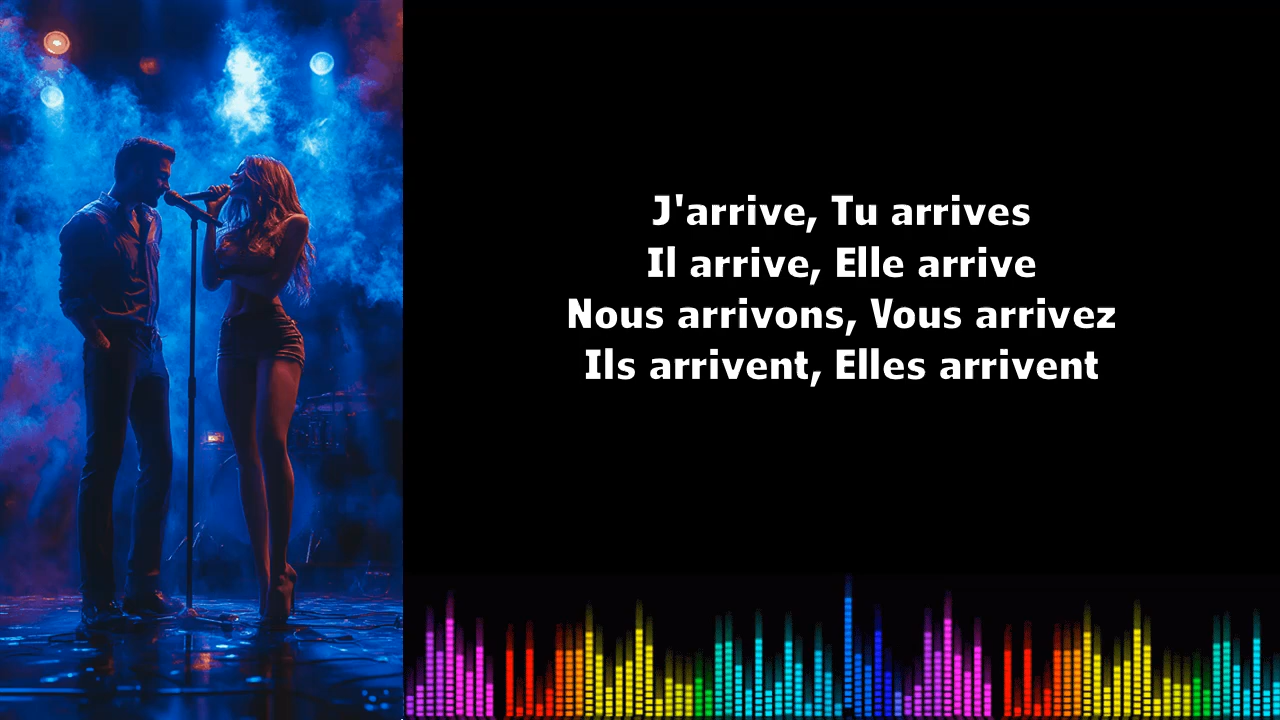 J'arrive, Tu arrives
Il arrive, Elle arrive
Nous arrivons, Vous arrivez
Ils arrivent, Elles arrivent